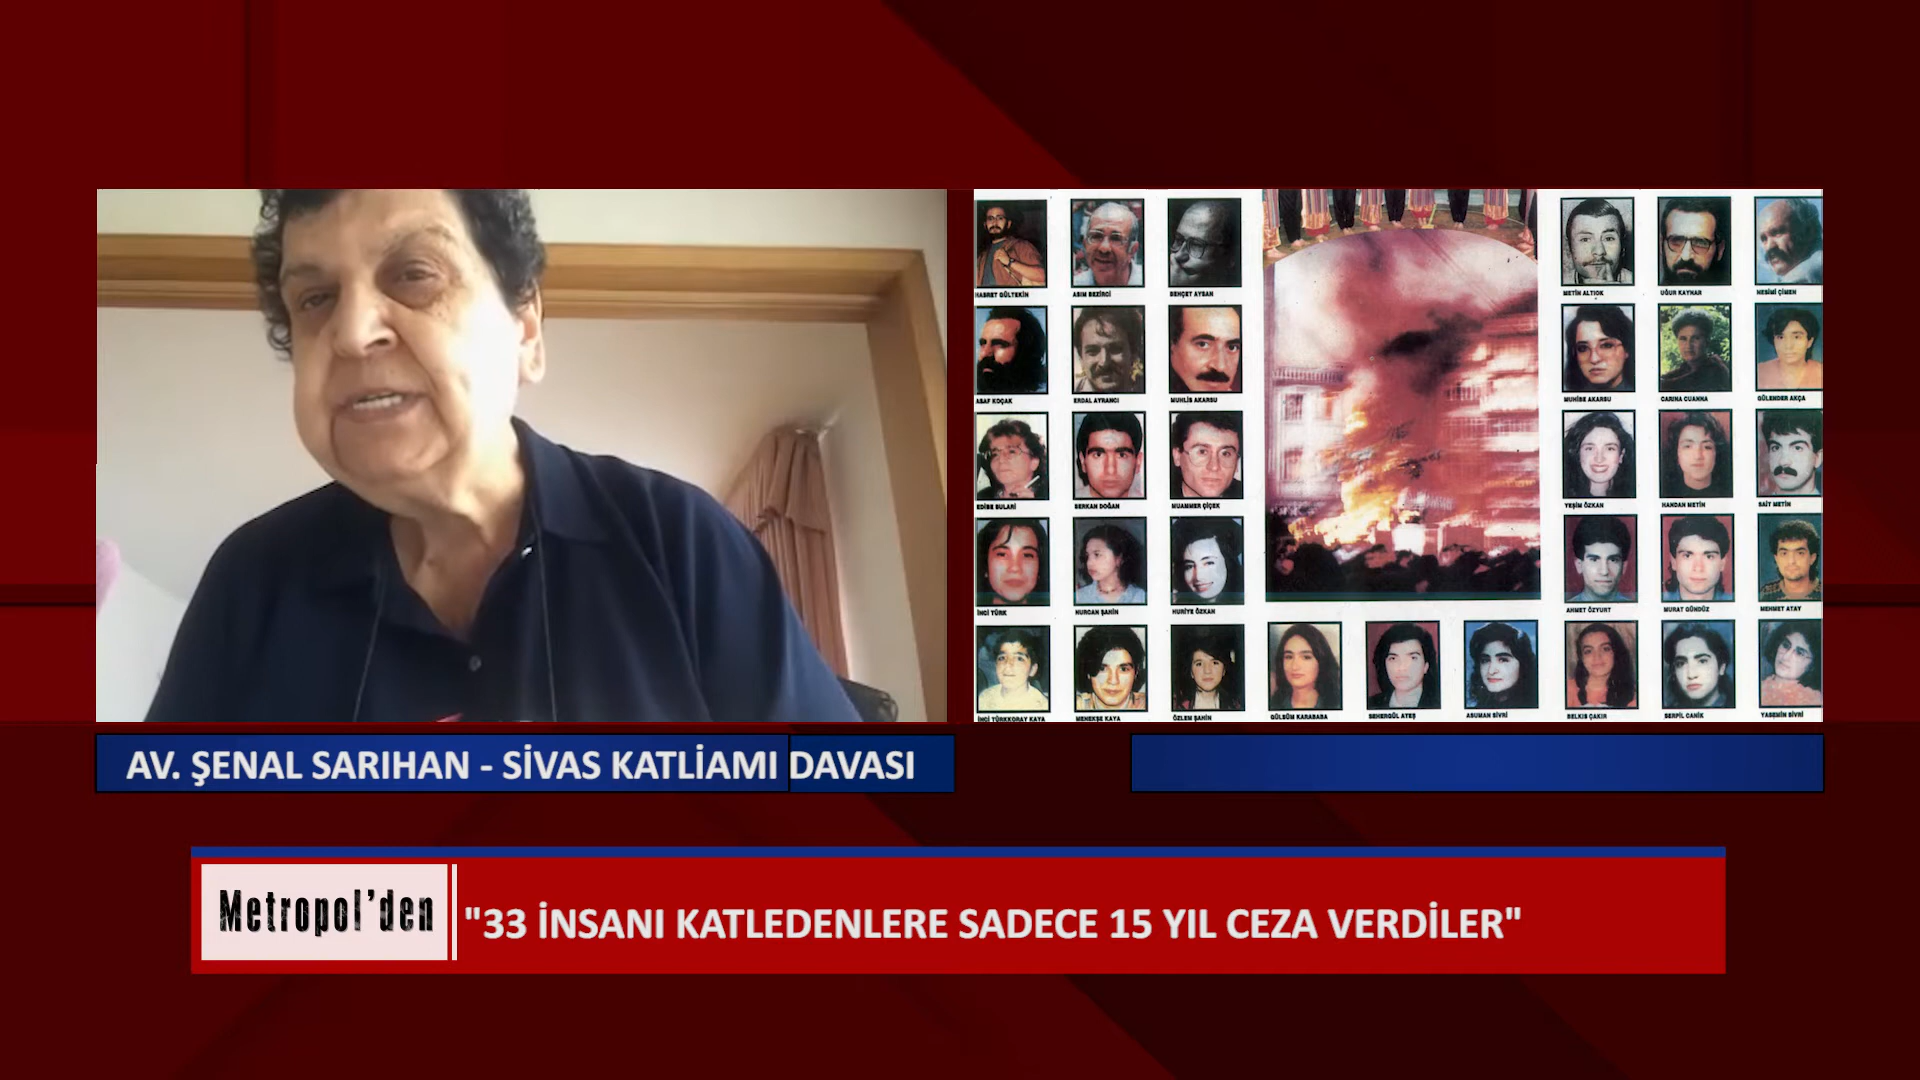 HASRET GÜLTEKİN
ASIM BEZİRCİ
BEHÇET AYSAN
METİN ALTIOK
UĞUR KAYNAR
NESİMİ ÇİMEN
ASAF KOÇAK
ERDAL AYRANCI
MUHLİS AKARSU
MUHİBE AKARSU
CARINA CUANNA
GÜLENDER AKÇA
EDİBE SULARİ
SERKAN DOĞAN
MUAMMER ÇİÇEK
YEŞİM ÖZKAN
HANDAN METİN
SAİT METİN
İNCİ TÜRK
NURCAN ŞAHİN
HURİYE ÖZKAN
AHMET ÖZYURT
MURAT GÜNDÜZ
MEHMET ATAY
KORAY KAYA
MENEKŞE KAYA
ÖZLEM ŞAHİN
GÜLSÜM KARABABA
SEHERGÜL ATEŞ
ASUMAN SİVRİ
BELKIS ÇAKIR
SERPİL CANİK
YASEMİN SİVRİ
AV. ŞENAL SARIHAN - SİVAS KATLİAMI DAVASI
Metropol'den
"33 İNSANI KATLEDENLERE SADECE 15 YIL CEZA VERDİLER"